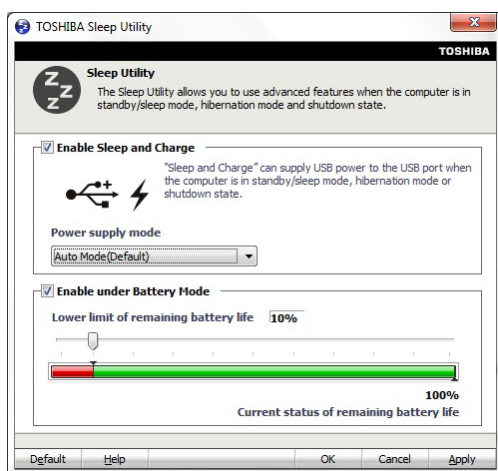 TOSHIBA Sleep Utility
TOSHIBA
Sleep Utility
The Sleep Utility allows you to use advanced features when the computer is in
standby/sleep mode, hibernation mode and shutdown
state.
Enable Sleep and Charge
"Sleep and Charge" can supply USB power to the USB port when
the computer is in standby/sleep mode, hibernation mode or
shutdown state.
Power supply mode
Auto Mode(Default)
Enable under Battery Mode
Lower limit of remaining battery life 10%
100%
Current status of remaining battery life
Default Help OK Cancel Apply